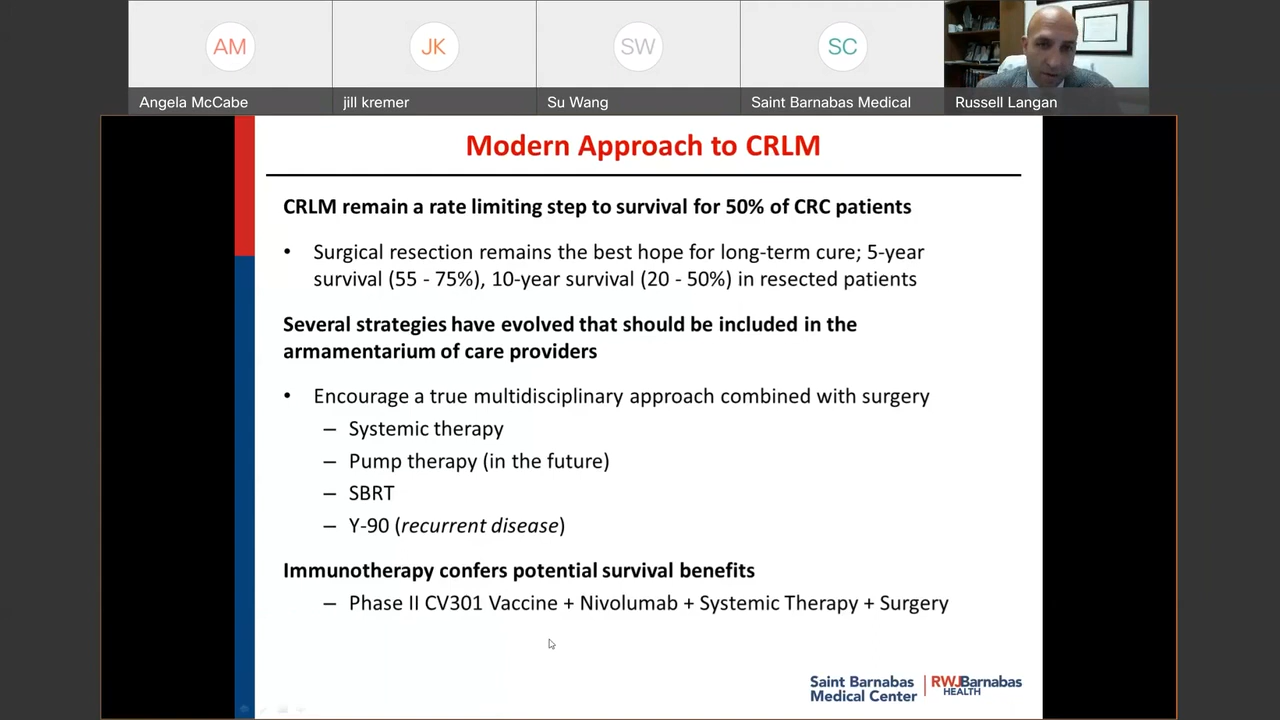 AM
JK
SW
SC
Angela McCabe
jill kremer
Su Wang
Saint Barnabas Medical
Russell Langan
Modern Approach to CRLM
CRLM remain a rate limiting step to survival for 50% of CRC patients
• Surgical resection remains the best hope for long-term cure; 5-year
survival (55 - 75%), 10-year survival (20 - 50%) in resected patients
Several strategies have evolved that should be included in the
armamentarium of care providers
• Encourage a true multidisciplinary approach combined with surgery
– Systemic therapy
– Pump therapy (in the future)
– SBRT
– Y-90 (recurrent disease)
Immunotherapy confers potential survival benefits
– Phase II CV301 Vaccine + Nivolumab + Systemic Therapy + Surgery
Saint Barnabas
Medical Center
RWJBarnabas
HEALTH